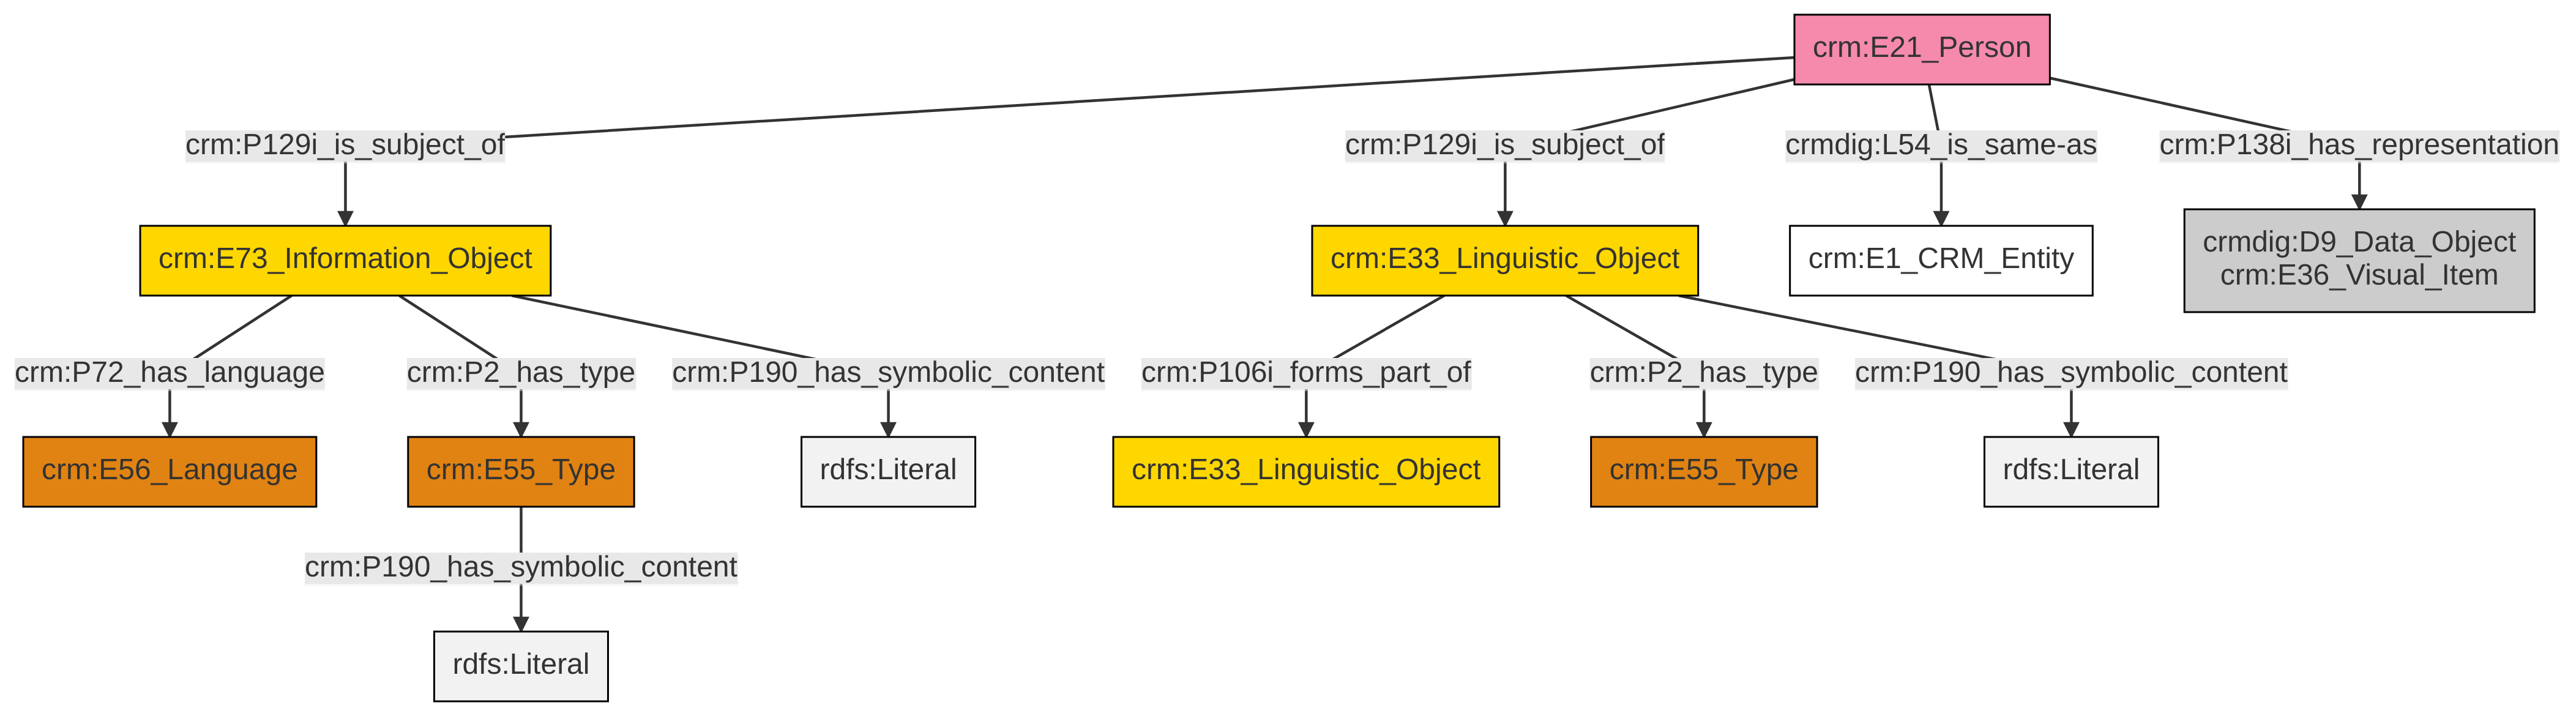 crm:E21_Person
crm:P129i_is_subject_of
crm:P129i_is_subject_of
crmdig:L54_is_same-as
crm:P138i_has_representation
crm:E73_Information_Object
crm:E33_Linguistic_Object
crm:E1_CRM_Entity
crmdig:D9_Data_Object
crm:E36_Visual_Item
crm:P72_has_language
crm:P2_has_type
crm:P190_has_symbolic_content
crm:P106i_forms_part_of
crm:P2_has_type
crm:P190_has_symbolic_content
crm:E56_Language
crm:E55_Type
rdfs:Literal
crm:E33_Linguistic_Object
crm:E55_Type
rdfs:Literal
crm:P190_has_symbolic_content
rdfs:Literal